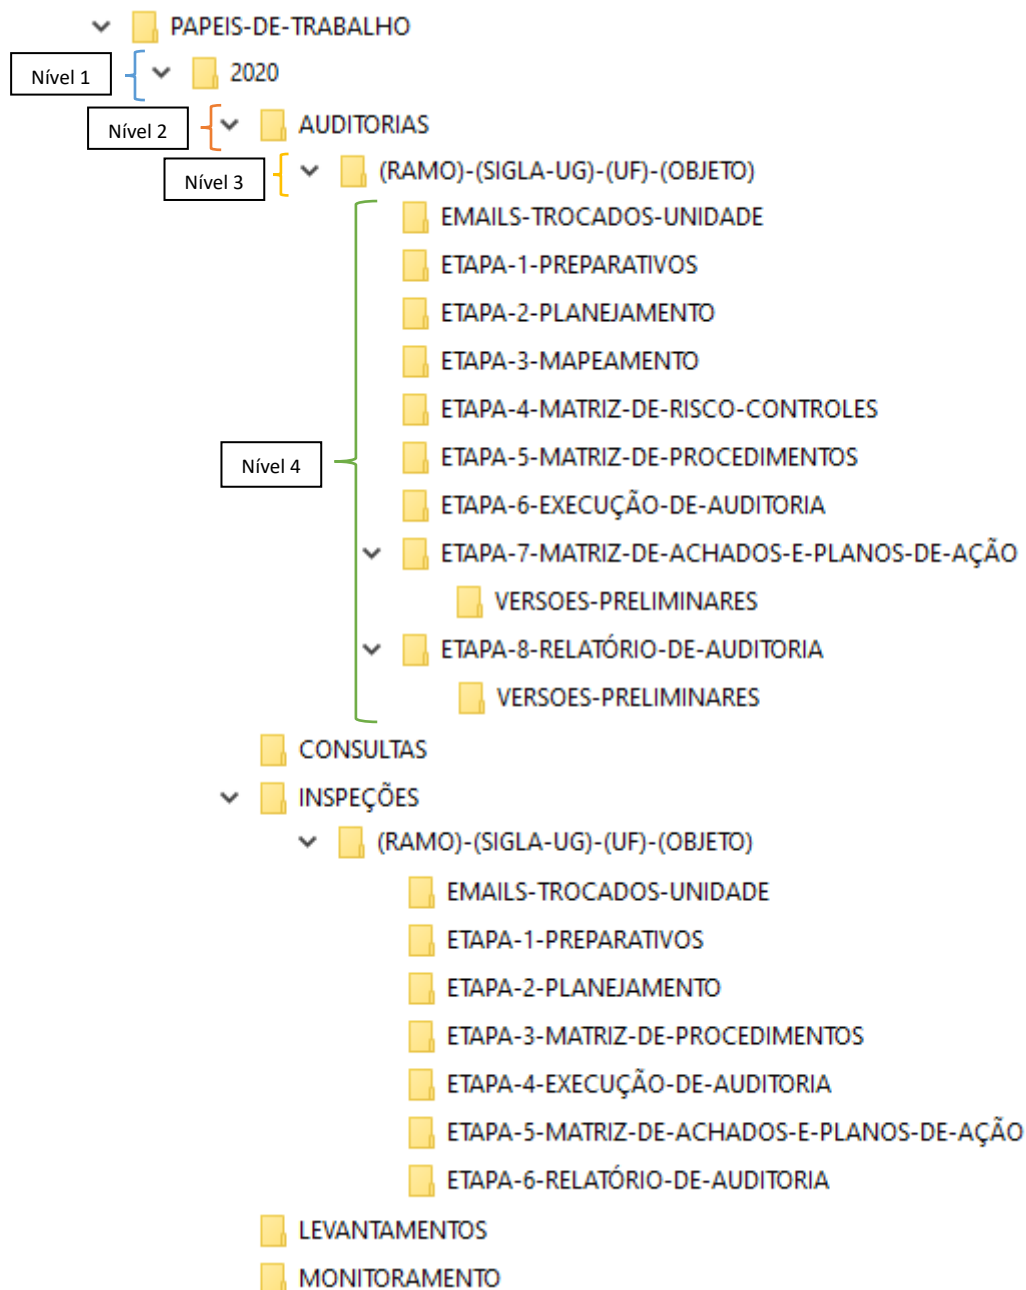 PAPEIS-DE-TRABALHO
Nível 1
2020
Nível 2
AUDITORIAS
Nível 3
(RAMO)-(SIGLA-UG)-(UF)-(OBJETO)
EMAILS-TROCADOS-UNIDADE
ETAPA-1-PREPARATIVOS
ETAPA-2-PLANEJAMENTO
ETAPA-3-MAPEAMENTO
ETAPA-4-MATRIZ-DE-RISCO-CONTROLES
Nível 4
ETAPA-5-MATRIZ-DE-PROCEDIMENTOS
ETAPA-6-EXECUÇÃO-DE-AUDITORIA
ETAPA-7-MATRIZ-DE-ACHADOS-E-PLANOS-DE-AÇÃO
VERSOES-PRELIMINARES
ETAPA-8-RELATÓRIO-DE-AUDITORIA
VERSOES-PRELIMINARES
CONSULTAS
INSPEÇÕES
(RAMO)-(SIGLA-UG)-(UF)-(OBJETO)
EMAILS-TROCADOS-UNIDADE
ETAPA-1-PREPARATIVOS
ETAPA-2-PLANEJAMENTO
ETAPA-3-MATRIZ-DE-PROCEDIMENTOS
ETAPA-4-EXECUÇÃO-DE-AUDITORIA
ETAPA-5-MATRIZ-DE-ACHADOS-E-PLANOS-DE-AÇÃO
ETAPA-6-RELATÓRIO-DE-AUDITORIA
LEVANTAMENTOS
MONITORAMENTO